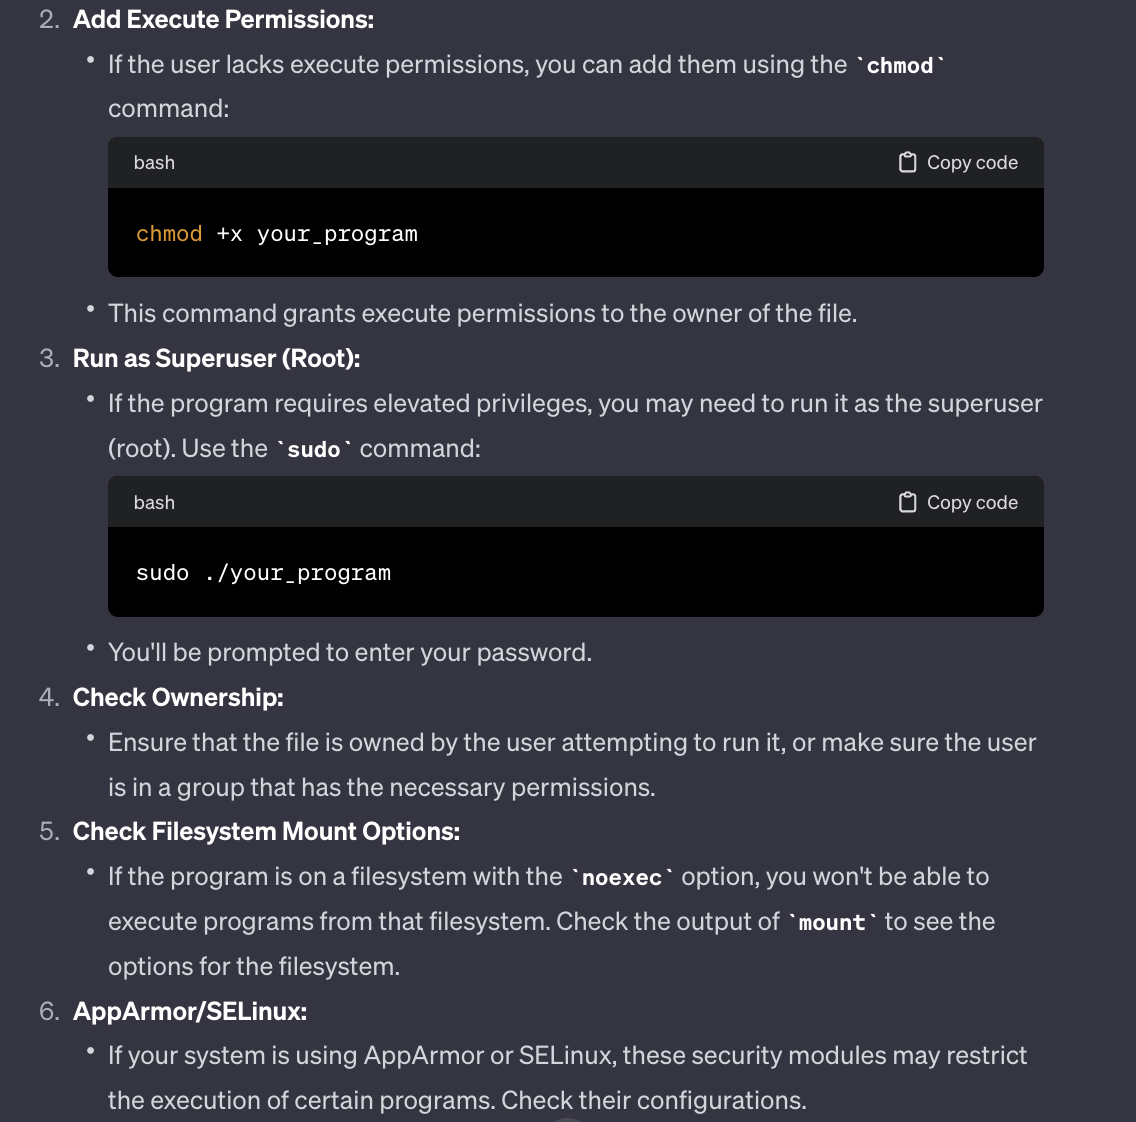 2. Add Execute Permissions:
• If the user lacks execute permissions, you can add them using the `chmod`
command:
bash Copy code
chmod +x your_program
• This command grants execute permissions to the owner of the file.
3. Run as Superuser (Root):
• If the program requires elevated privileges, you may need to run it as the superuser
(root). Use the `sudo` command:
bash Copy code
sudo ./your_program
• You'll be prompted to enter your password.
4. Check Ownership:
• Ensure that the file is owned by the user attempting to run it, or make sure the user
is in a group that has the necessary permissions.
5. Check Filesystem Mount Options:
• If the program is on a filesystem with the `noexec` option, you won't be able to
execute programs from that filesystem. Check the output of `mount` to see the
options for the filesystem.
6. AppArmor/SELinux:
• If your system is using AppArmor or SELinux, these security modules may restrict
the execution of certain programs. Check their configurations.